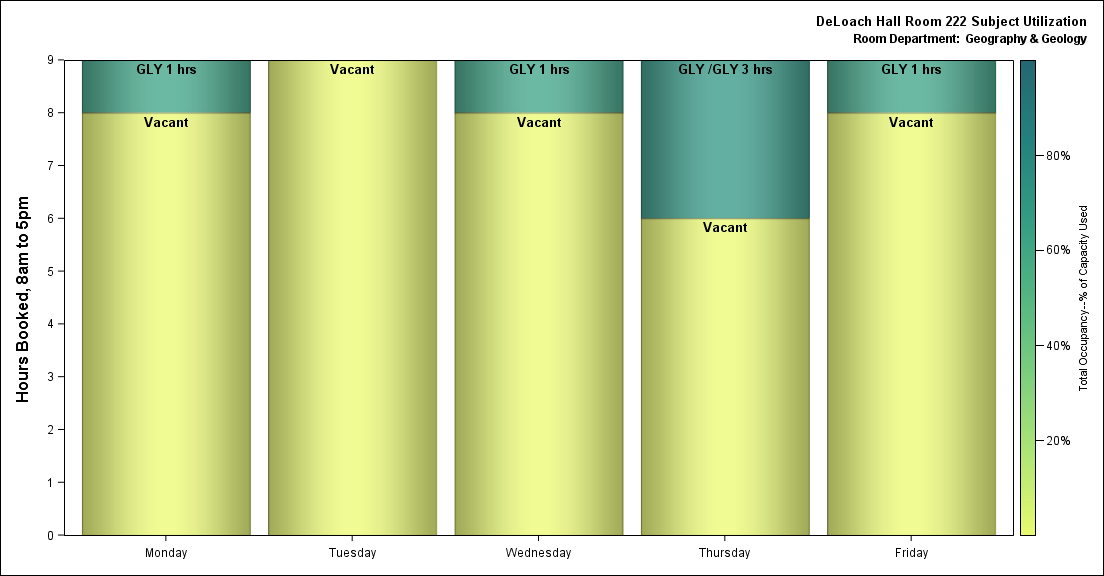 DeLoach Hall Room 222 Subject Utilization
Room Department: Geography & Geology
Hours Booked, 8am to 5pm
9
8
7
6
5
4
3
2
1
0
GLY 1 hrs
Vacant
Vacant
GLY 1 hrs
Vacant
GLY /GLY 3 hrs
Vacant
GLY 1 hrs
Vacant
Monday
Tuesday
Wednesday
Thursday
Friday
80%
60%
40%
20%
Total Occupancy--% of Capacity Used